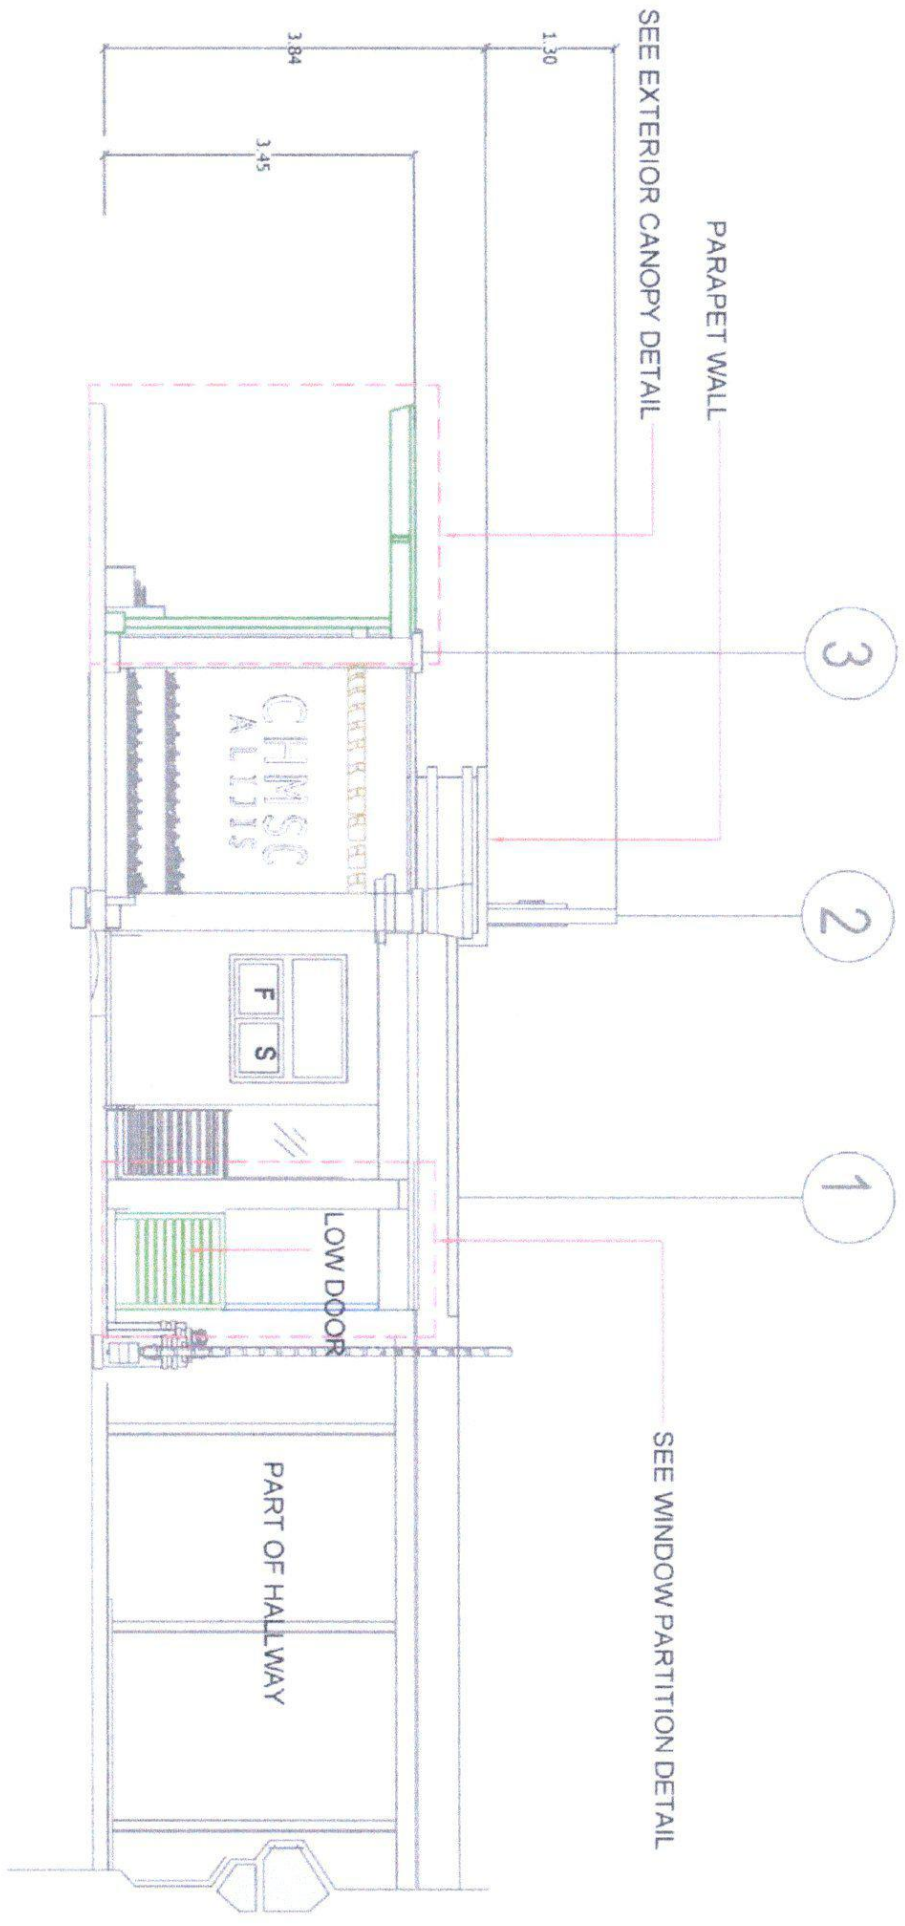 3
2
1
PARAPET WALL
SEE EXTERIOR CANOPY DETAIL
SEE WINDOW PARTITION DETAIL
1.30
3.84
3.45
CHMSC
F
S
LOW DOOR
PART OF HALLWAY